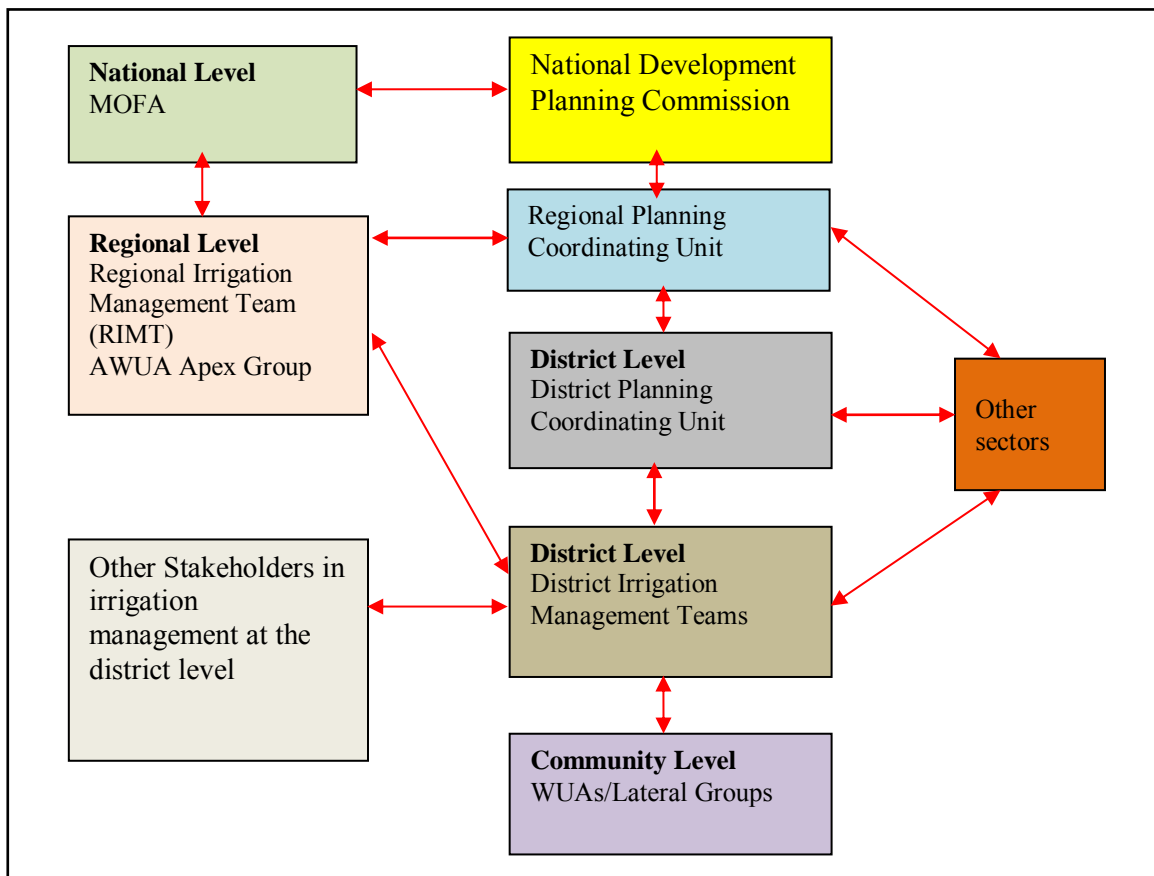 National Level
MOFA
National Development
Planning Commission
Regional Level
Regional Irrigation
Management Team
(RIMT)
AWUA Apex Group
Regional Planning
Coordinating Unit
District Level
District Planning
Coordinating Unit
Other
sectors
Other Stakeholders in
irrigation
management at the
district level
District Level
District Irrigation
Management Teams
Community Level
WUAs/Lateral Groups